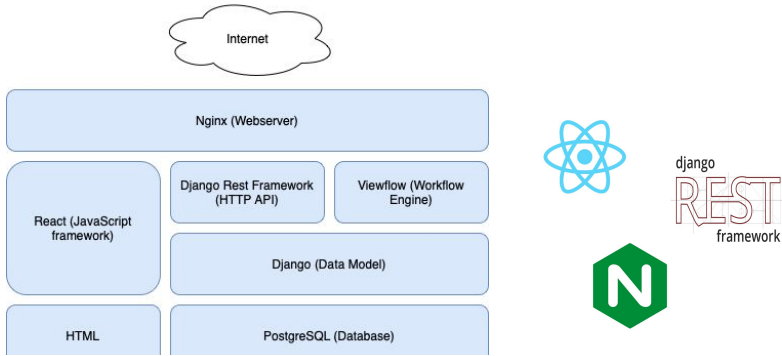 Internet
Nginx (Webserver)
React (JavaScript
framework)
Django Rest Framework
(HTTP API)
Viewflow (Workflow
Engine)
Django (Data Model)
HTML
PostgreSQL (Database)
django
REST
framework
N